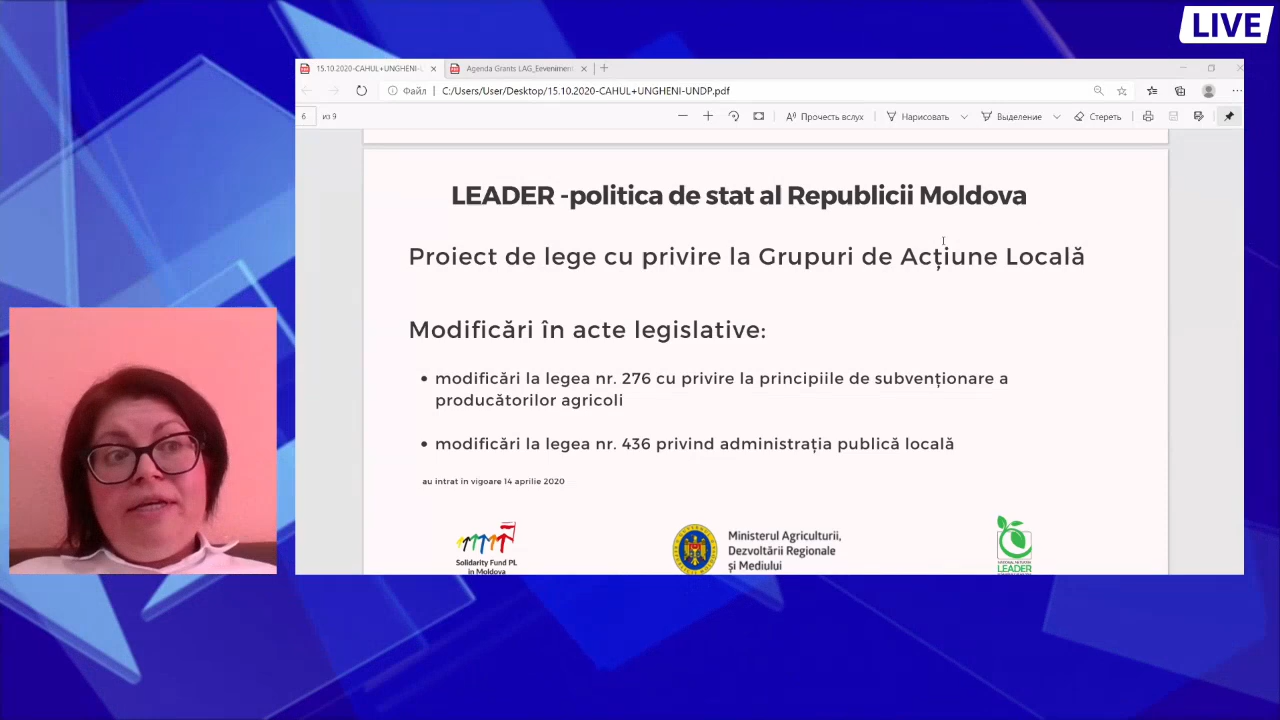 LIVE
15.10.2020-CAHUL+UNGHENI-U
Agenda Grants LAG_Eeveniment
Файл
C:/Users/User/Desktop/15.10.2020-CAHUL+UNGHENI-UNDP.pdf
6 из 9
Прочесть вслух
Нарисовать
Выделение
Стереть
LEADER -politica de stat al Republicii Moldova
Proiect de lege cu privire la Grupuri de Acțiune Locală
Modificări în acte legislative:
• modificări la legea nr. 276 cu privire la principiile de subvenționare a
producătorilor agricoli
• modificări la legea nr. 436 privind administrația publică locală
au intrat in vigoare 14 aprilie 2020
Solidarity Fund PL
in Moldova
Ministerul Agriculturii,
Dezvoltării Regionale
și Mediului
NATIONAL NETWORK
LEADER